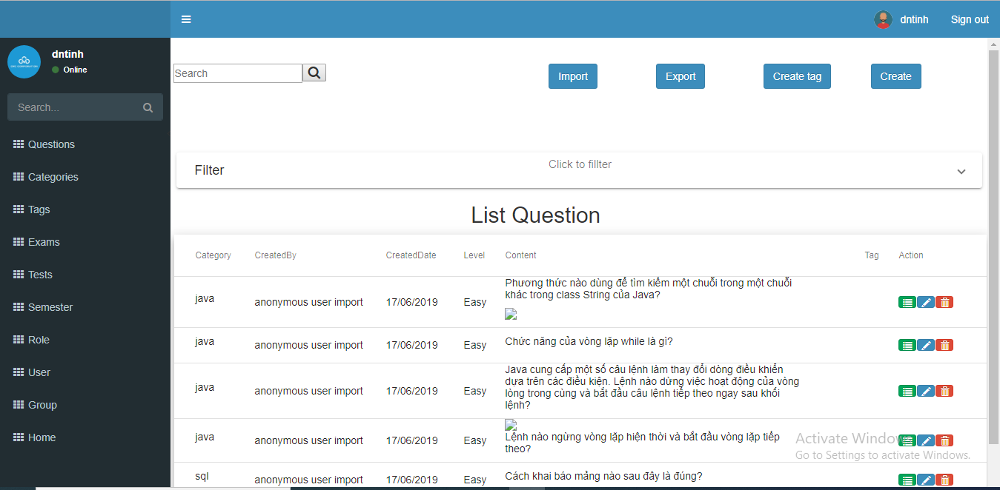 dntinh
Sign out
dntinh
Online
Search...
Questions
Categories
Tags
Exams
Tests
Semester
Role
User
Group
Home
Search
Import
Export
Create tag
Create
Filter
Click to fillter
List Question
Category CreatedBy CreatedDate Level Content Tag Action
java anonymous user import 17/06/2019 Easy
Phương thức nào dùng để tìm kiếm một chuỗi trong một chuỗi
khác trong class String của Java?
java anonymous user import 17/06/2019 Easy
Chức năng của vòng lặp while là gì?
java anonymous user import 17/06/2019 Easy
Java cung cấp một số câu lệnh làm thay đổi dòng điều khiển
dựa trên các điều kiện. Lệnh nào dừng việc hoạt động của vòng
lòng trong cùng và bắt đầu câu lệnh tiếp theo ngay sau khối
lệnh?
java anonymous user import 17/06/2019 Easy
Lệnh nào ngừng vòng lặp hiện thời và bắt đầu vòng lặp tiếp
theo?
sql anonymous user import 17/06/2019 Easy
Cách khai báo mảng nào sau đây là đúng?
Activate Windows
Go to Settings to activate Windows.